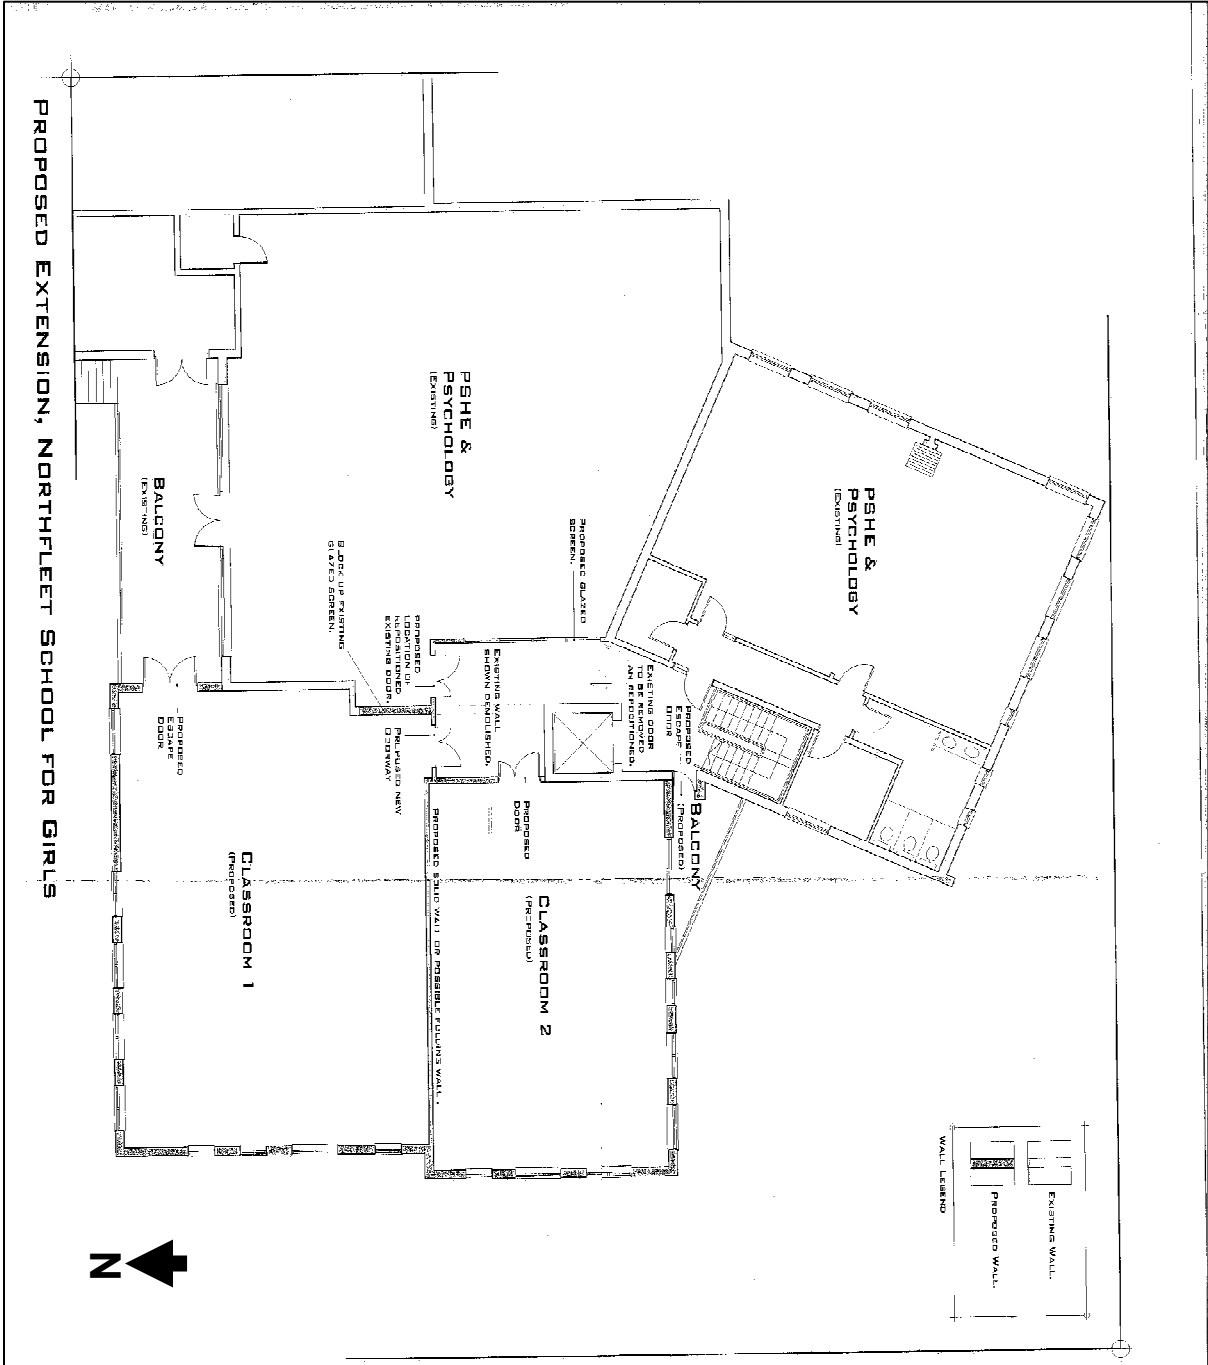 PROPOSED EXTENSION, NORTHFLEET SCHOOL FOR GIRLS
PSHE &
PSYCHOLOGY
(EXISTING)
PSHE &
PSYCHOLOGY
(EXISTING)
BALCONY
(EXISTING)
PROPOSED GLAZED
SCREEN.
BLOCK UP EXISTING
GLAZED SCREEN.
PROPOSED
LOCATION OF
REPOSITIONED
EXISTING DOOR.
EXISTING WALL
SHOWN DEMOLISHED.
EXISTING DOOR
TO BE REMOVED
AN REPOSITIONED.
PROPOSED
ESCAPE
DOOR
PROPOSED
ESCAPE
DOOR
PROPOSED NEW
DOORWAY
PROPOSED
DOOR
BALCONY
(PROPOSED)
PROPOSED SOLID WALL OR POSSIBLE FOLDING WALL.
CLASSROOM 1
(PROPOSED)
CLASSROOM 2
(PROPOSED)
EXISTING WALL.
PROPOSED WALL.
WALL LEGEND
N